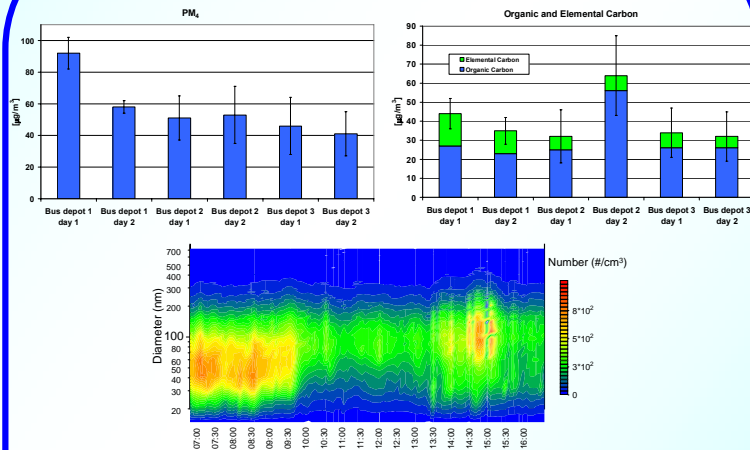 PM₄
[µg/m³]
100
80
60
40
20
0
Bus depot 1 day 1
Bus depot 1 day 2
Bus depot 2 day 1
Bus depot 2 day 2
Bus depot 3 day 1
Bus depot 3 day 2
Organic and Elemental Carbon
[µg/m³]
90
80
70
60
50
40
30
20
10
0
Elemental Carbon
Organic Carbon
Bus depot 1 day 1
Bus depot 1 day 2
Bus depot 2 day 1
Bus depot 2 day 2
Bus depot 3 day 1
Bus depot 3 day 2
Diameter (nm)
700
500
400
300
200
100
80
60
50
40
30
20
07:00
07:30
08:00
08:30
09:00
09:30
10:00
10:30
11:00
11:30
12:00
12:30
13:00
13:30
14:00
14:30
15:00
15:30
16:00
Number (#/cm³)
8*10²
5*10²
3*10²
0